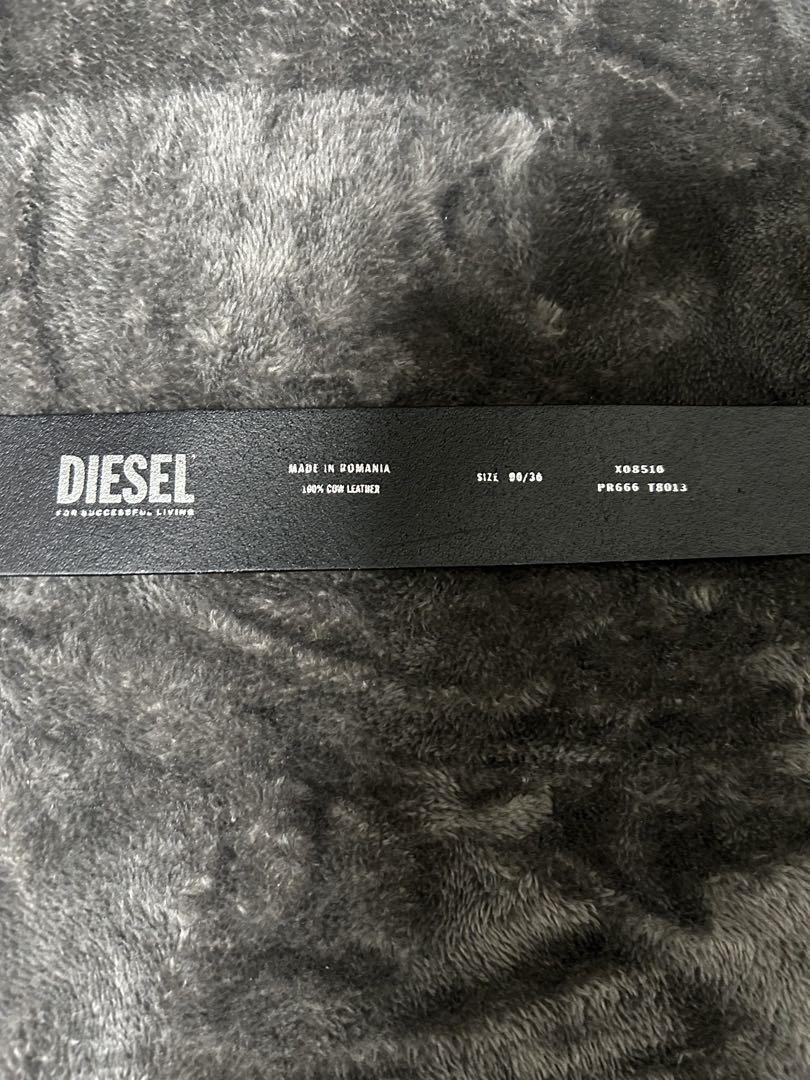 DIESEL
FOR SUCCESSFUL LIVING
MADE IN ROMANIA
100% COW LEATHER
SIZE 90/36
X08516
PR666 T8013